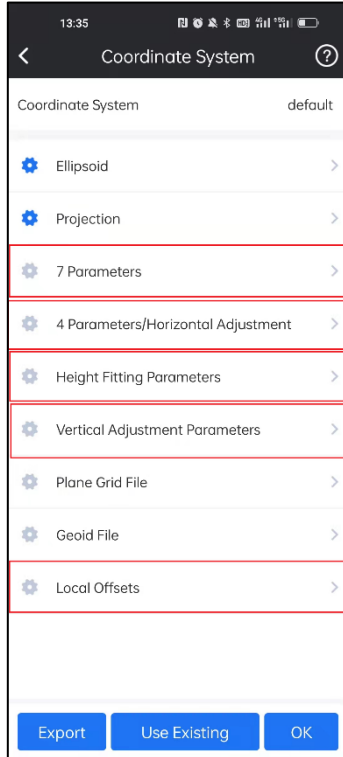 13:35
Coordinate System
Coordinate System default
Ellipsoid
Projection
7 Parameters
4 Parameters/Horizontal Adjustment
Height Fitting Parameters
Vertical Adjustment Parameters
Plane Grid File
Geoid File
Local Offsets
Export Use Existing OK